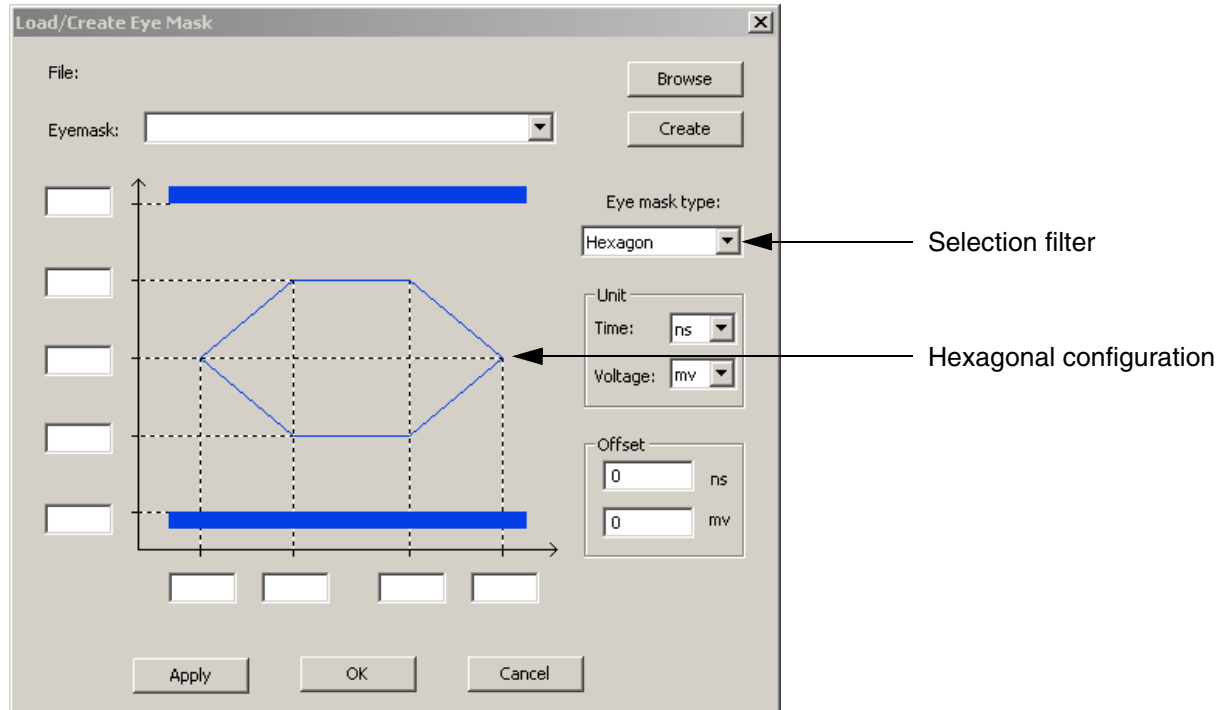 Load/Create Eye Mask
File:
Browse
Eyemask:
Create
Eye mask type:
Hexagon
Selection filter
Unit
Time: ns
Hexagonal configuration
Voltage: mv
Offset
0 ns
0 mv
Apply OK Cancel